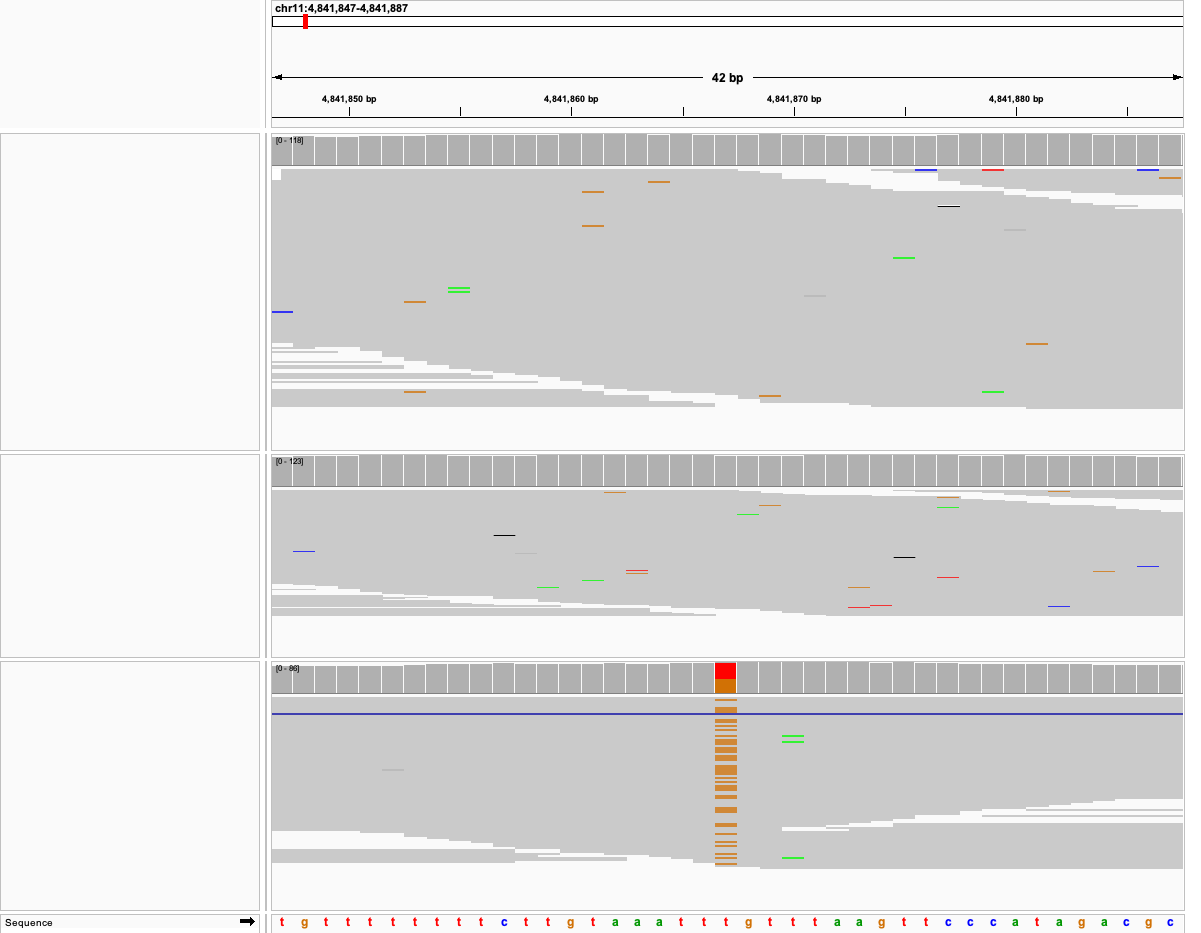 chr11:4,841,847-4,841,887
42 bp
4,841,850 bp 4,841,860 bp 4,841,870 bp 4,841,880 bp
[0 - 118]
[0 - 123]
[0 - 86]
Sequence t g t t t t t t t t c t t g t a a a t t t g t t t a a g t t c c c a t a g a c g c